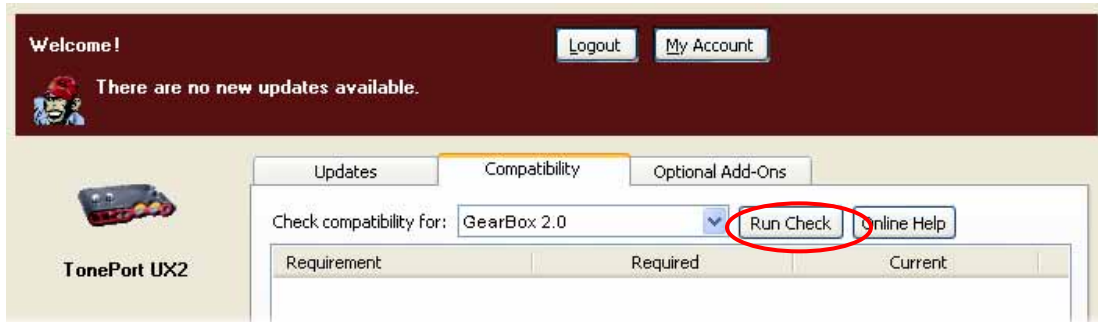 Welcome!
Logout
My Account
There are no new updates available.
Updates
Compatibility
Optional Add-Ons
Check compatibility for:
GearBox 2.0
Run Check
Online Help
TonePort UX2
Requirement
Required
Current